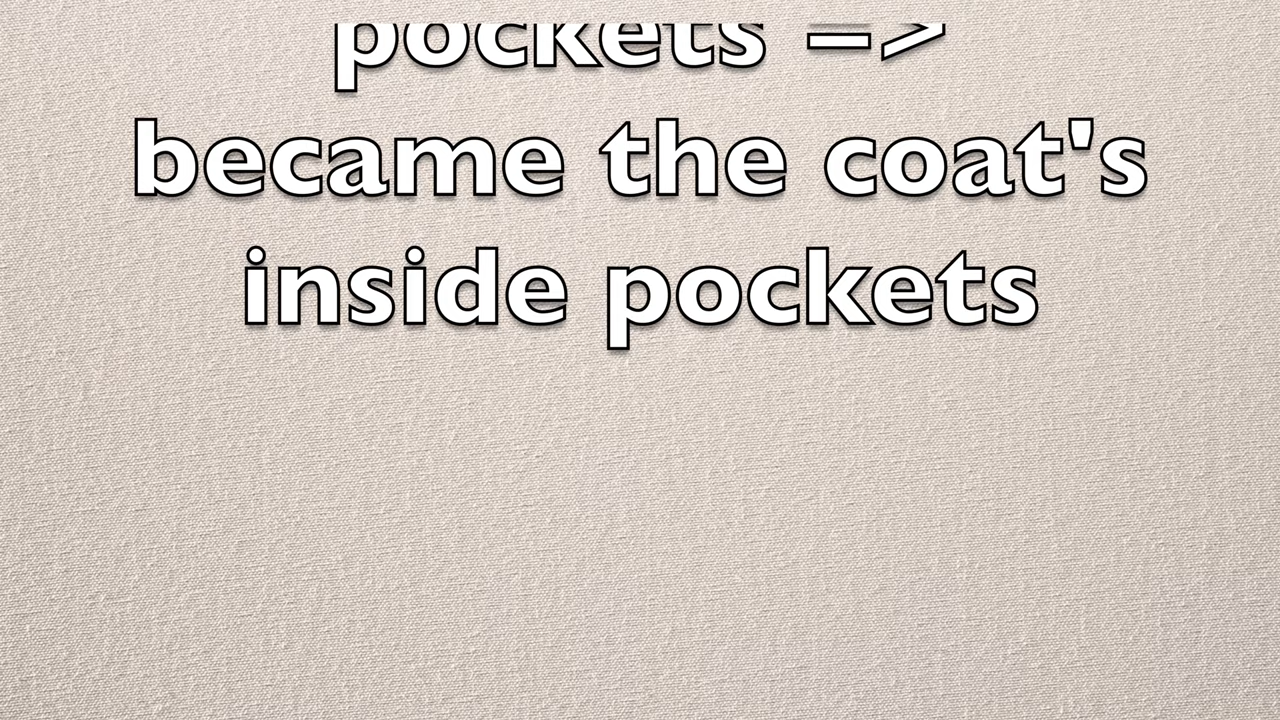 pockets =>
became the coat's
inside pockets